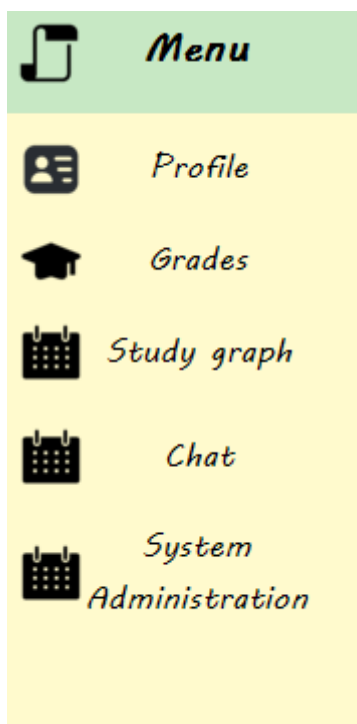 Menu
Profile
Grades
Study graph
Chat
System
Administration